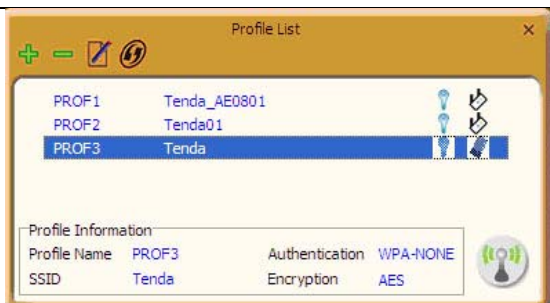 Profile List
PROF1 Tenda_AE0801
PROF2 Tenda01
PROF3 Tenda
Profile Information
Profile Name PROF3 Authentication WPA-NONE
SSID Tenda Encryption AES